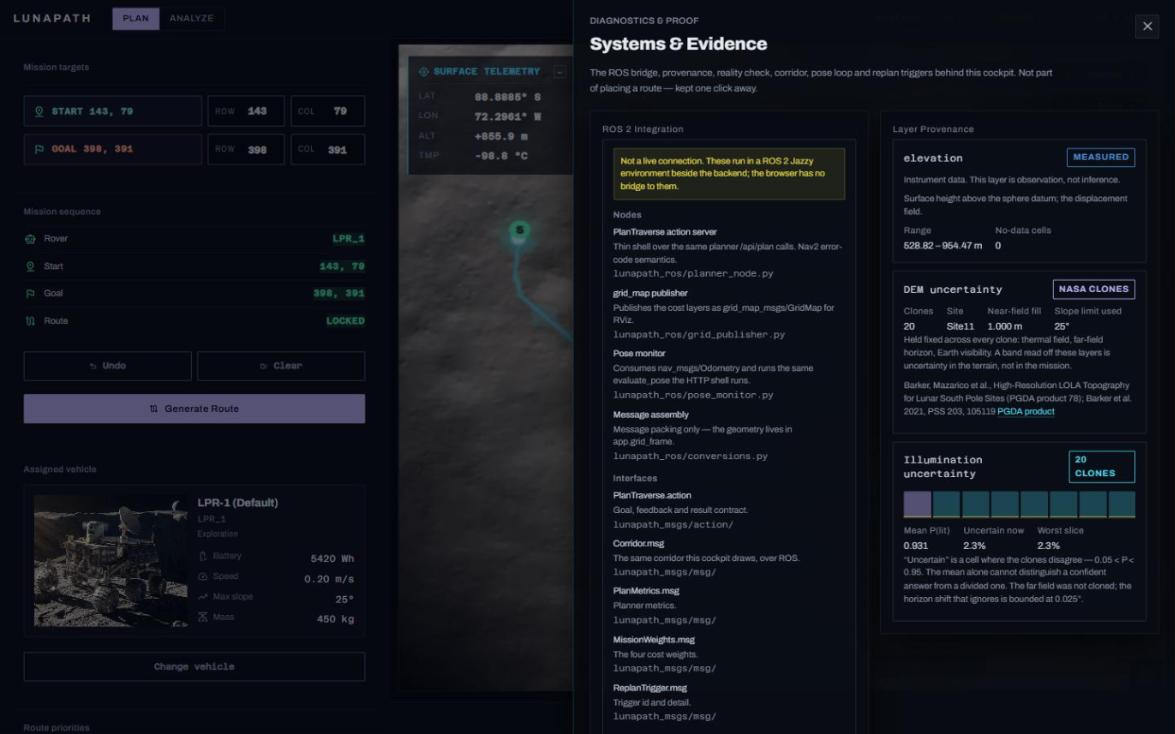 LUNAPATH
PLAN
ANALYZE
Mission targets
START 143, 79
ROW 143
COL 79
GOAL 398, 391
ROW 398
COL 391
Mission sequence
Rover LPR_1
Start 143, 79
Goal 398, 391
Route LOCKED
Undo
Clear
Generate Route
Assigned vehicle
LPR-1 (Default)
LPR_1
Exploration
Battery 5420 Wh
Speed 0.20 m/s
Max slope 25°
Mass 450 kg
Change vehicle
Route priorities
SURFACE TELEMETRY
LAT 88.8885° S
LON 72.2961° W
ALT +855.9 m
TMP -98.8 °C
S
DIAGNOSTICS & PROOF
Systems & Evidence
The ROS bridge, provenance, reality check, corridor, pose loop and replan triggers behind this cockpit. Not part
of placing a route — kept one click away.
ROS 2 Integration
Not a live connection. These run in a ROS 2 Jazzy
environment beside the backend; the browser has no
bridge to them.
Nodes
PlanTraverse action server
Thin shell over the same planner /api/plan calls. Nav2 error-
code semantics.
lunapath_ros/planner_node.py
grid_map publisher
Publishes the cost layers as grid_map_msgs/GridMap for
RViz.
lunapath_ros/grid_publisher.py
Pose monitor
Consumes nav_msgs/Odometry and runs the same
evaluate_pose the HTTP shell runs.
lunapath_ros/pose_monitor.py
Message assembly
Message packing only — the geometry lives in
app.grid_frame.
lunapath_ros/conversions.py
Interfaces
PlanTraverse.action
Goal, feedback and result contract.
lunapath_msgs/action/
Corridor.msg
The same corridor this cockpit draws, over ROS.
lunapath_msgs/msg/
PlanMetrics.msg
Planner metrics.
lunapath_msgs/msg/
MissionWeights.msg
The four cost weights.
lunapath_msgs/msg/
ReplanTrigger.msg
Trigger id and detail.
lunapath_msgs/msg/
Layer Provenance
elevation
MEASURED
Instrument data. This layer is observation, not inference.
Surface height above the sphere datum; the displacement
field.
Range No-data cells
528.82 – 954.47 m 0
DEM uncertainty
NASA CLONES
Clones Site Near-field fill Slope limit used
20 Site11 1.000 m 25°
Held fixed across every clone: thermal field, far-field
horizon, Earth visibility. A band read off these layers is
uncertainty in the terrain, not in the mission.
Barker, Mazarico et al., High-Resolution LOLA Topography
for Lunar South Pole Sites (PGDA product 78); Barker et al.
2021, PSS 203, 105119 PGDA product
Illumination
uncertainty
20
CLONES
Mean P(lit) Uncertain now Worst slice
0.931 2.3% 2.3%
“Uncertain” is a cell where the clones disagree — 0.05 < P <
0.95. The mean alone cannot distinguish a confident
answer from a divided one. The far field was not cloned; the
horizon shift that ignores is bounded at 0.025°.